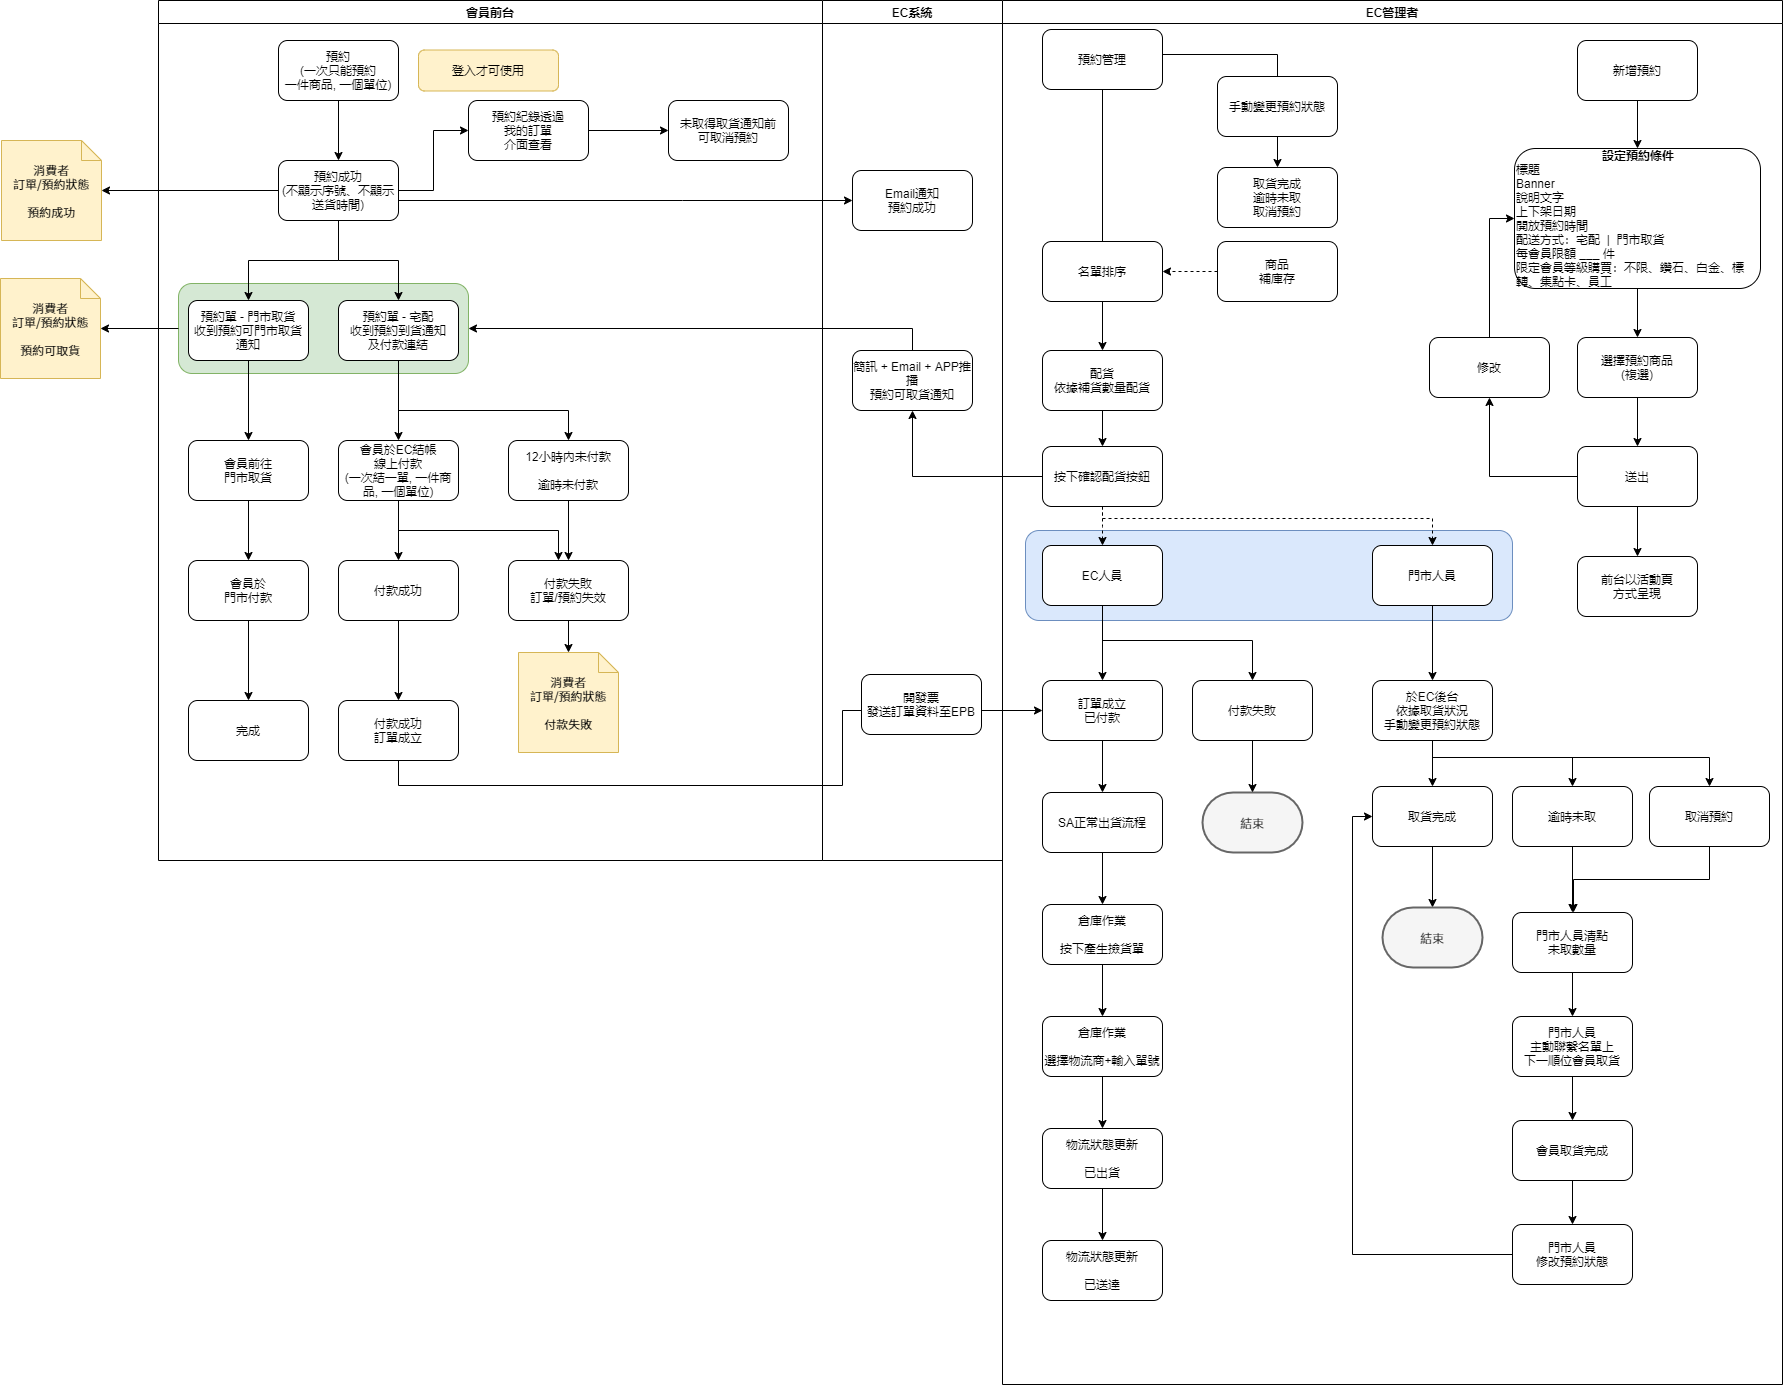 會員前台
EC系統
EC管理者
預約
(一次只能預約
一件商品, 一個單位)
登入才可使用
預約紀錄透過
我的訂單
介面查看
未取得取貨通知前
可取消預約
消費者
訂單/預約狀態
預約成功
預約成功
(不顯示序號、不顯示
送貨時間)
Email通知
預約成功
消費者
訂單/預約狀態
預約可取貨
預約單 - 門市取貨
收到預約可門市取貨
通知
預約單 - 宅配
收到預約到貨通知
及付款連結
簡訊 + Email + APP推
播
預約可取貨通知
會員前往
門市取貨
會員於EC結帳
線上付款
(一次結一單, 一件商
品, 一個單位)
12小時內未付款
逾時未付款
會員於
門市付款
付款成功
付款失敗
訂單/預約失效
完成
付款成功
訂單成立
消費者
訂單/預約狀態
付款失敗
開發票
發送訂單資料至EPB
預約管理
手動變更預約狀態
取貨完成
逾時未取
取消預約
名單排序
商品
補庫存
配貨
依據補貨數量配貨
按下確認配貨按鈕
新增預約
設定預約條件
標題
Banner
說明文字
上下架日期
開放預約時間
配送方式：宅配 | 門市取貨
每會員限額 ___ 件
限定會員等級購買：不限、鑽石、白金、標
轉、集點卡、員工
修改
選擇預約商品
(複選)
送出
前台以活動頁
方式呈現
EC人員
門市人員
訂單成立
已付款
付款失敗
於EC後台
依據取貨狀況
手動變更預約狀態
SA正常出貨流程
結束
取貨完成
逾時未取
取消預約
倉庫作業
按下產生撿貨單
結束
門市人員清點
未取數量
倉庫作業
選擇物流商+輸入單號
門市人員
主動聯繫名單上
下一順位會員取貨
物流狀態更新
已出貨
會員取貨完成
物流狀態更新
已送達
門市人員
修改預約狀態